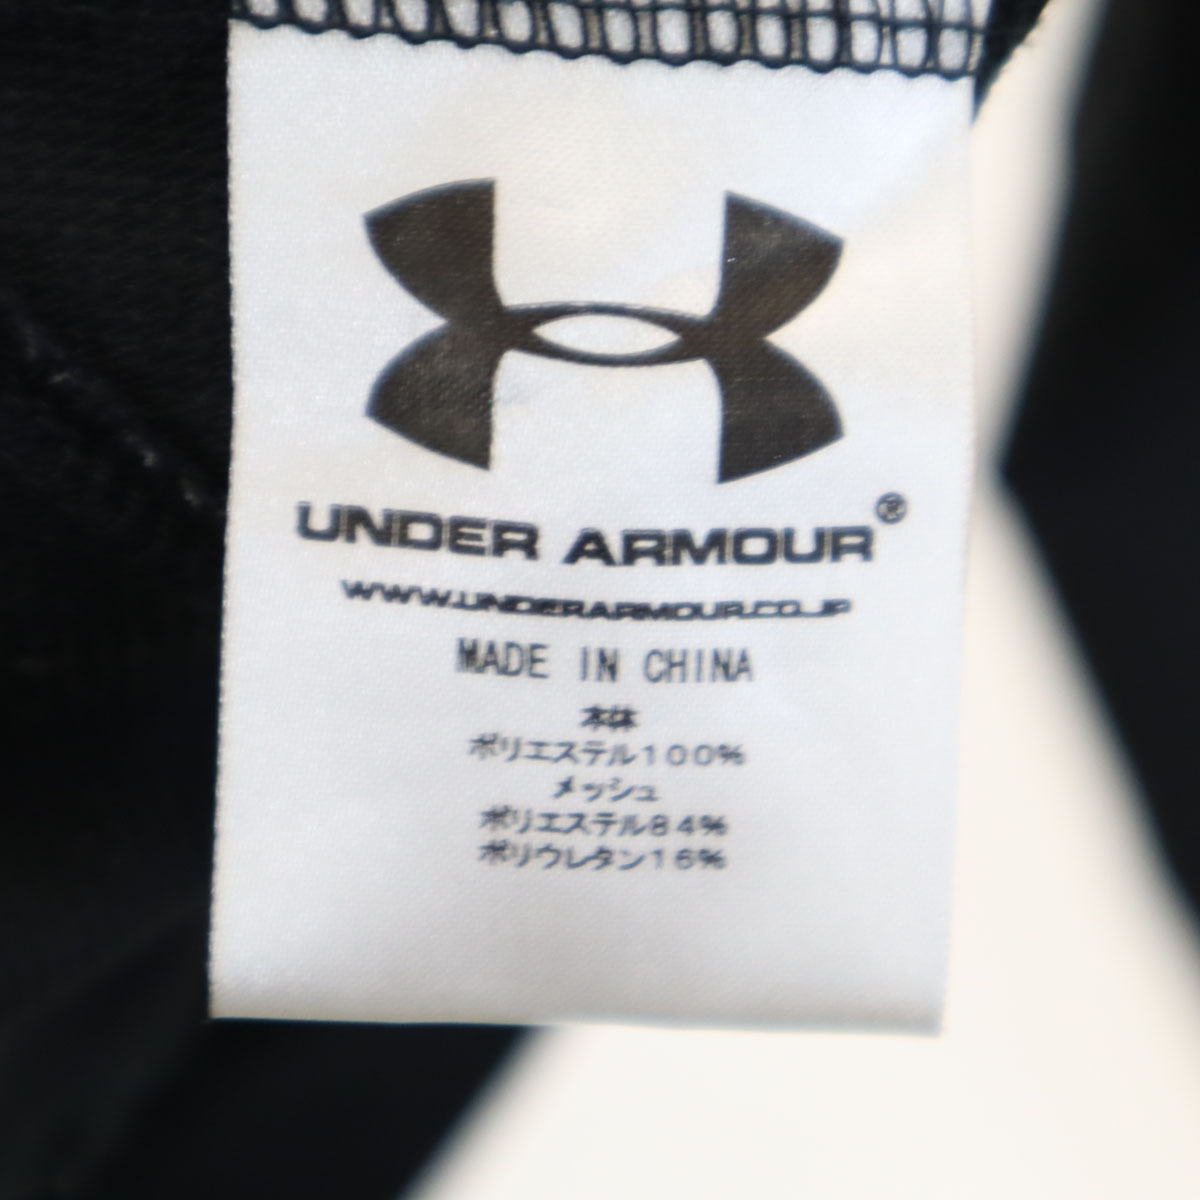 UNDER ARMOUR®
WWW.UNDERARMOUR.CO.JP
MADE IN CHINA
本体
ポリエステル100%
メッシュ
ポリエステル84%
ポリウレタン16%